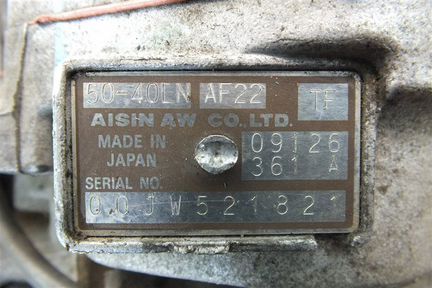 50-40LN AF22 TF
AISIN AW CO.LTD.
MADE IN JAPAN
09126
361 A
SERIAL NO.
00JW521821